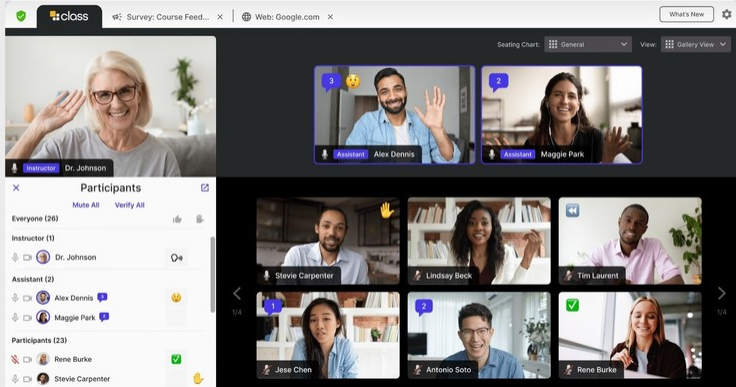 class
Survey: Course Feed...
Web: Google.com
What's New
Seating Chart:
General
View:
Gallery View
Instructor Dr. Johnson
3
Assistant Alex Dennis
2
Assistant Maggie Park
Participants
Mute All Verify All
Everyone (26)
Instructor (1)
Dr. Johnson
Assistant (2)
Alex Dennis
Maggie Park
Participants (23)
Rene Burke
Stevie Carpenter
Stevie Carpenter
Lindsay Beck
Tim Laurent
1/4
1/4
1
Jese Chen
2
Antonio Soto
Rene Burke